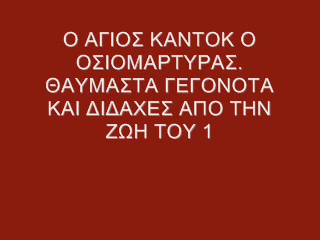 Ο ΑΓΙΟΣ ΚΑΝΤΟΚ Ο
ΟΣΙΟΜΑΡΤΥΡΑΣ.
ΘΑΥΜΑΣΤΑ ΓΕΓΟΝΟΤΑ
ΚΑΙ ΔΙΔΑΧΕΣ ΑΠΟ ΤΗΝ
ΖΩΗ ΤΟΥ 1